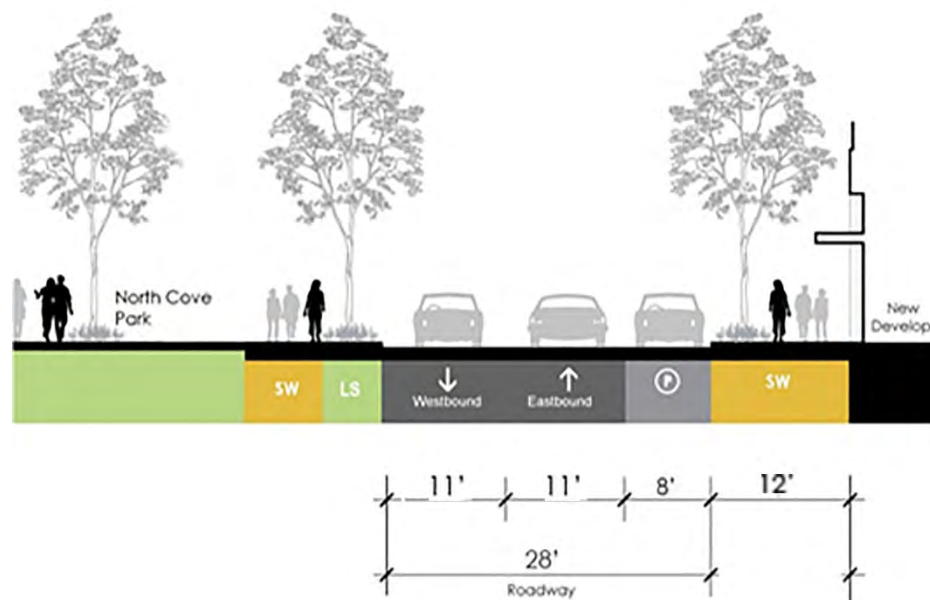 North Cove
Park
New
Develop
SW
LS
Westbound
Eastbound
P
SW
11'
11'
8'
12'
28'
Roadway